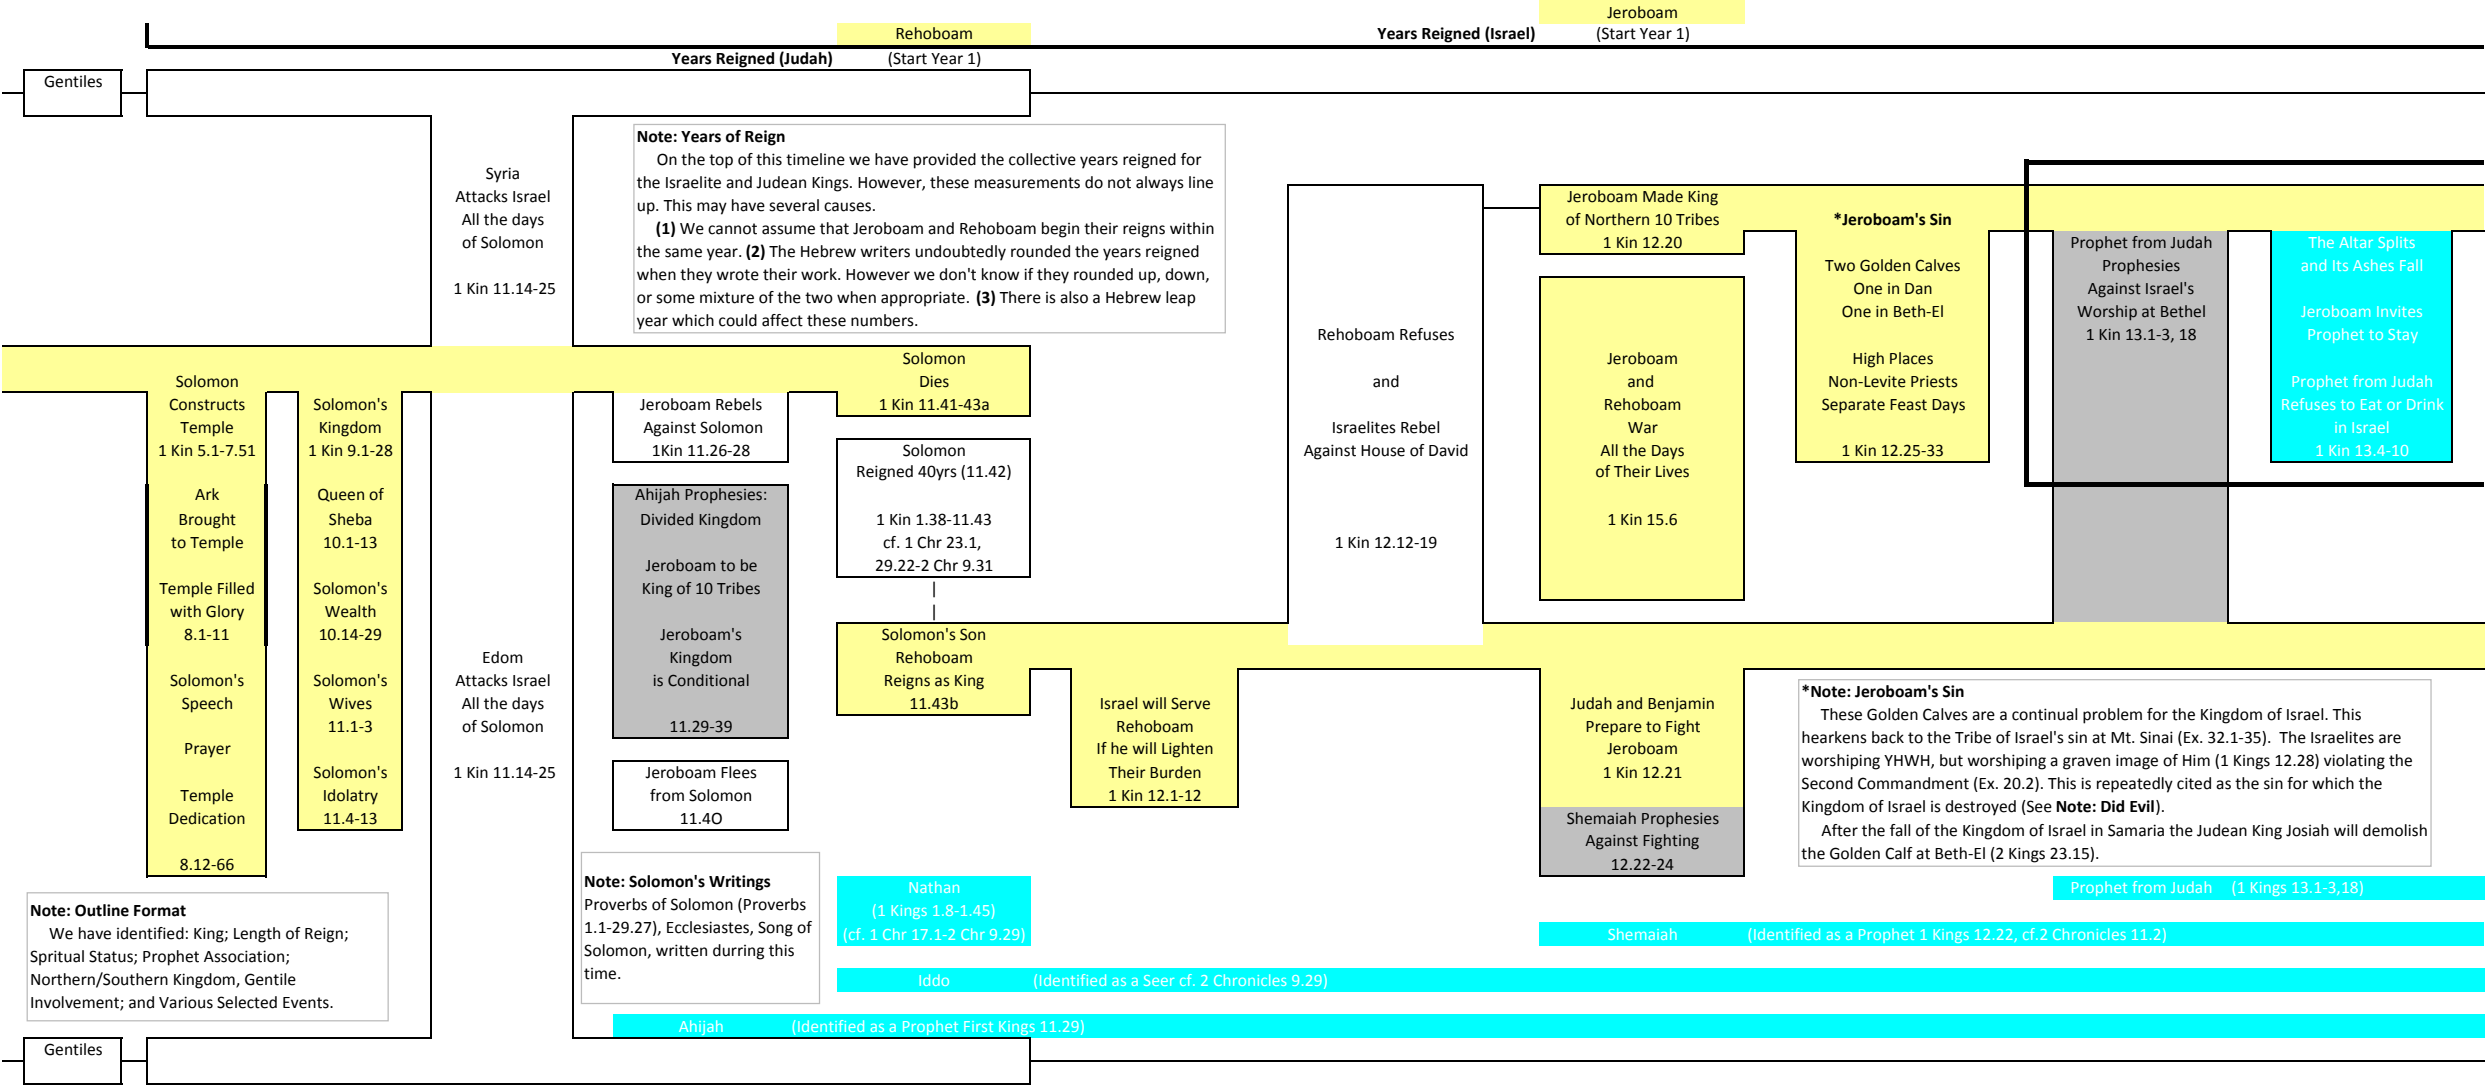 Jeroboam
Rehoboam
Years Reigned (Israel)
(Start Year 1)
Years Reigned (Judah)
(Start Year 1)
Gentiles
Syria
Attacks Israel
All the days
of Solomon
1 Kin 11.14-25
Note: Years of Reign
On the top of this timeline we have provided the collective years reigned for
the Israelite and Judean Kings. However, these measurements do not always line
up. This may have several causes.
(1) We cannot assume that Jeroboam and Rehoboam begin their reigns within
the same year. (2) The Hebrew writers undoubtedly rounded the years reigned
when they wrote their work. However we don't know if they rounded up, down,
or some mixture of the two when appropriate. (3) There is also a Hebrew leap
year which could affect these numbers.
Solomon
Constructs
Temple
1 Kin 5.1-7.51
Ark
Brought
to Temple
Temple Filled
with Glory
8.1-11
Solomon's
Speech
Prayer
Temple
Dedication
8.12-66
Solomon's
Kingdom
1 Kin 9.1-28
Queen of
Sheba
10.1-13
Solomon's
Wealth
10.14-29
Solomon's
Wives
11.1-3
Solomon's
Idolatry
11.4-13
Edom
Attacks Israel
All the days
of Solomon
1 Kin 11.14-25
Jeroboam Rebels
Against Solomon
1Kin 11.26-28
Ahijah Prophesies:
Divided Kingdom
Jeroboam to be
King of 10 Tribes
Jeroboam's
Kingdom
is Conditional
11.29-39
Jeroboam Flees
from Solomon
11.4O
Solomon
Dies
1 Kin 11.41-43a
Solomon
Reigned 40yrs (11.42)
1 Kin 1.38-11.43
cf. 1 Chr 23.1,
29.22-2 Chr 9.31
|
|
Solomon's Son
Rehoboam
Reigns as King
11.43b
Israel will Serve
Rehoboam
If he will Lighten
Their Burden
1 Kin 12.1-12
Rehoboam Refuses
and
Israelites Rebel
Against House of David
1 Kin 12.12-19
Jeroboam Made King
of Northern 10 Tribes
1 Kin 12.20
Jeroboam
and
Rehoboam
War
All the Days
of Their Lives
1 Kin 15.6
Judah and Benjamin
Prepare to Fight
Jeroboam
1 Kin 12.21
Shemaiah Prophesies
Against Fighting
12.22-24
*Jeroboam's Sin
Two Golden Calves
One in Dan
One in Beth-El
High Places
Non-Levite Priests
Separate Feast Days
1 Kin 12.25-33
Prophet from Judah
Prophesies
Against Israel's
Worship at Bethel
1 Kin 13.1-3, 18
The Altar Splits
and Its Ashes Fall
Jeroboam Invites
Prophet to Stay
Prophet from Judah
Refuses to Eat or Drink
in Israel
1 Kin 13.4-10
*Note: Jeroboam's Sin
These Golden Calves are a continual problem for the Kingdom of Israel. This
hearkens back to the Tribe of Israel's sin at Mt. Sinai (Ex. 32.1-35). The Israelites are
worshiping YHWH, but worshiping a graven image of Him (1 Kings 12.28) violating the
Second Commandment (Ex. 20.2). This is repeatedly cited as the sin for which the
Kingdom of Israel is destroyed (See Note: Did Evil).
After the fall of the Kingdom of Israel in Samaria the Judean King Josiah will demolish
the Golden Calf at Beth-El (2 Kings 23.15).
Note: Outline Format
We have identified: King; Length of Reign;
Spritual Status; Prophet Association;
Northern/Southern Kingdom, Gentile
Involvement; and Various Selected Events.
Note: Solomon's Writings
Proverbs of Solomon (Proverbs
1.1-29.27), Ecclesiastes, Song of
Solomon, written durring this
time.
Nathan
(1 Kings 1.8-1.45)
(cf. 1 Chr 17.1-2 Chr 9.29)
Prophet from Judah (1 Kings 13.1-3,18)
Shemaiah (Identified as a Prophet 1 Kings 12.22, cf.2 Chronicles 11.2)
Iddo (Identified as a Seer cf. 2 Chronicles 9.29)
Ahijah (Identified as a Prophet First Kings 11.29)
Gentiles